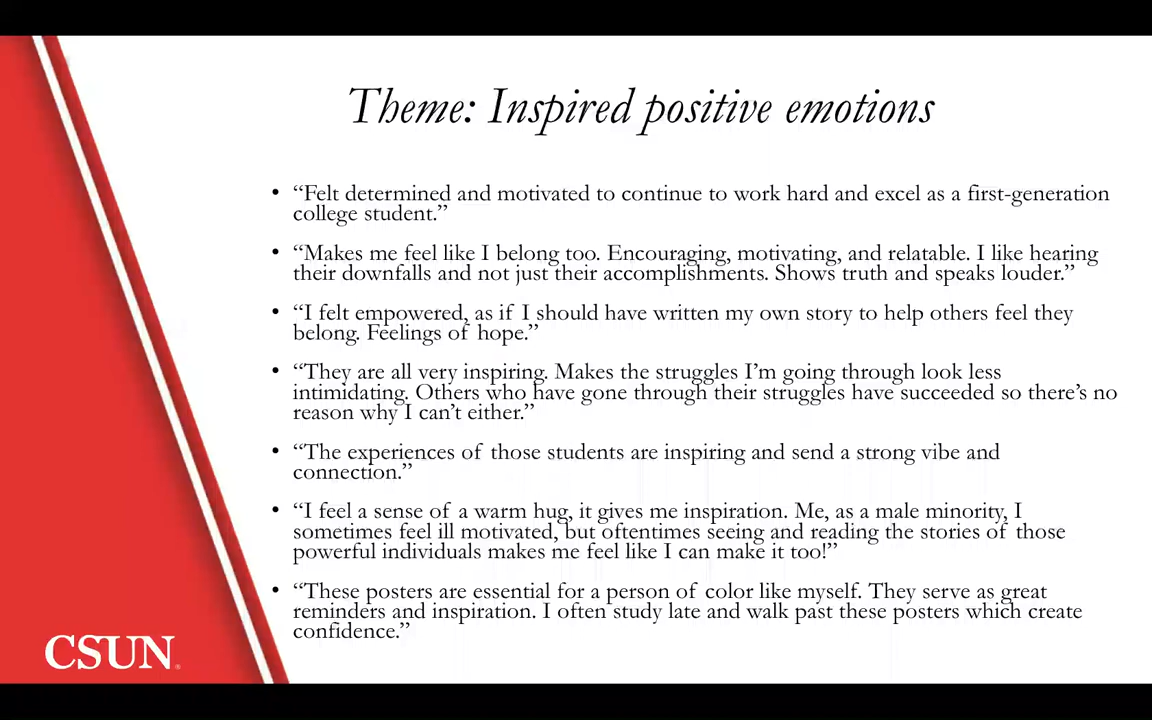 Theme: Inspired positive emotions
• “Felt determined and motivated to continue to work hard and excel as a first-generation
college student.”
• “Makes me feel like I belong too. Encouraging, motivating, and relatable. I like hearing
their downfalls and not just their accomplishments. Shows truth and speaks louder.”
• “I felt empowered, as if I should have written my own story to help others feel they
belong. Feelings of hope.”
• “They are all very inspiring. Makes the struggles I’m going through look less
intimidating. Others who have gone through their struggles have succeeded so there’s no
reason why I can’t either.”
• “The experiences of those students are inspiring and send a strong vibe and
connection.”
• “I feel a sense of a warm hug, it gives me inspiration. Me, as a male minority, I
sometimes feel ill motivated, but oftentimes seeing and reading the stories of those
powerful individuals makes me feel like I can make it too!”
• “These posters are essential for a person of color like myself. They serve as great
reminders and inspiration. I often study late and walk past these posters which create
confidence.”
CSUN